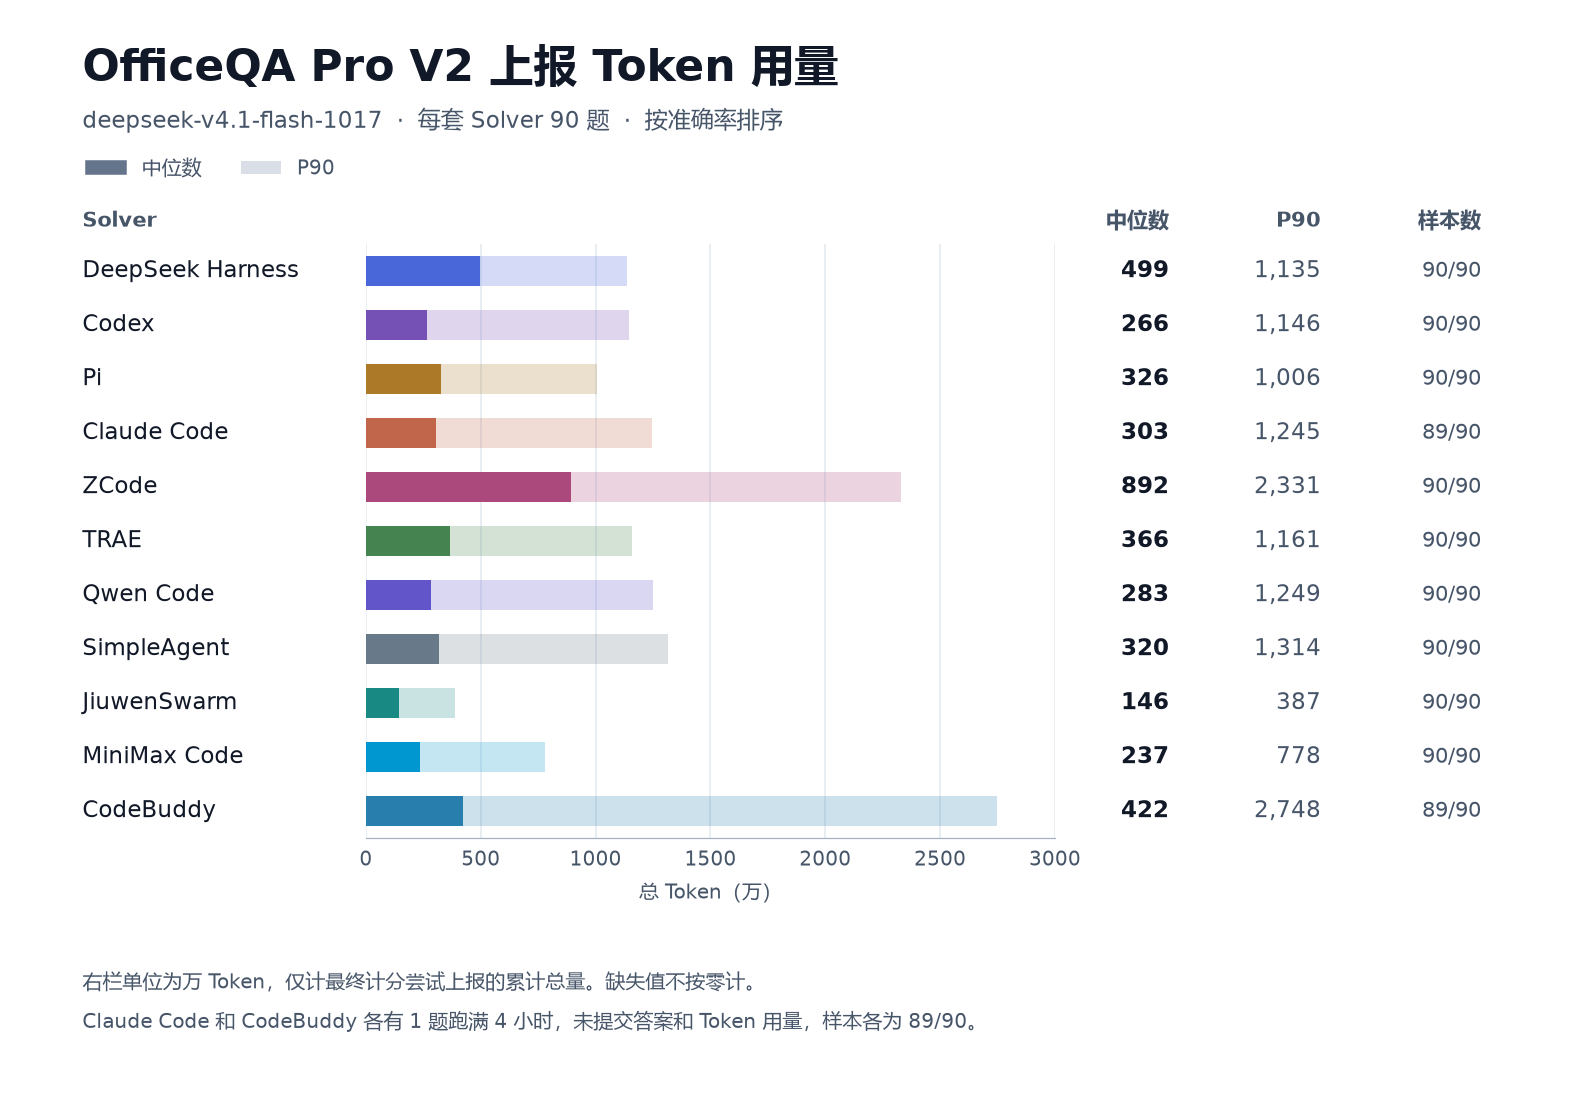 OfficeQA Pro V2 上报 Token 用量
deepseek-v4.1-flash-1017 · 每套 Solver 90 题 · 按准确率排序
中位数 P90
Solver 中位数 P90 样本数
DeepSeek Harness 499 1,135 90/90
Codex 266 1,146 90/90
Pi 326 1,006 90/90
Claude Code 303 1,245 89/90
ZCode 892 2,331 90/90
TRAE 366 1,161 90/90
Qwen Code 283 1,249 90/90
SimpleAgent 320 1,314 90/90
JiuwenSwarm 146 387 90/90
MiniMax Code 237 778 90/90
CodeBuddy 422 2,748 89/90
0 500 1000 1500 2000 2500 3000
总 Token（万）
右栏单位为万 Token，仅计最终计分尝试上报的累计总量。缺失值不按零计。
Claude Code 和 CodeBuddy 各有 1 题跑满 4 小时，未提交答案和 Token 用量，样本各为 89/90。